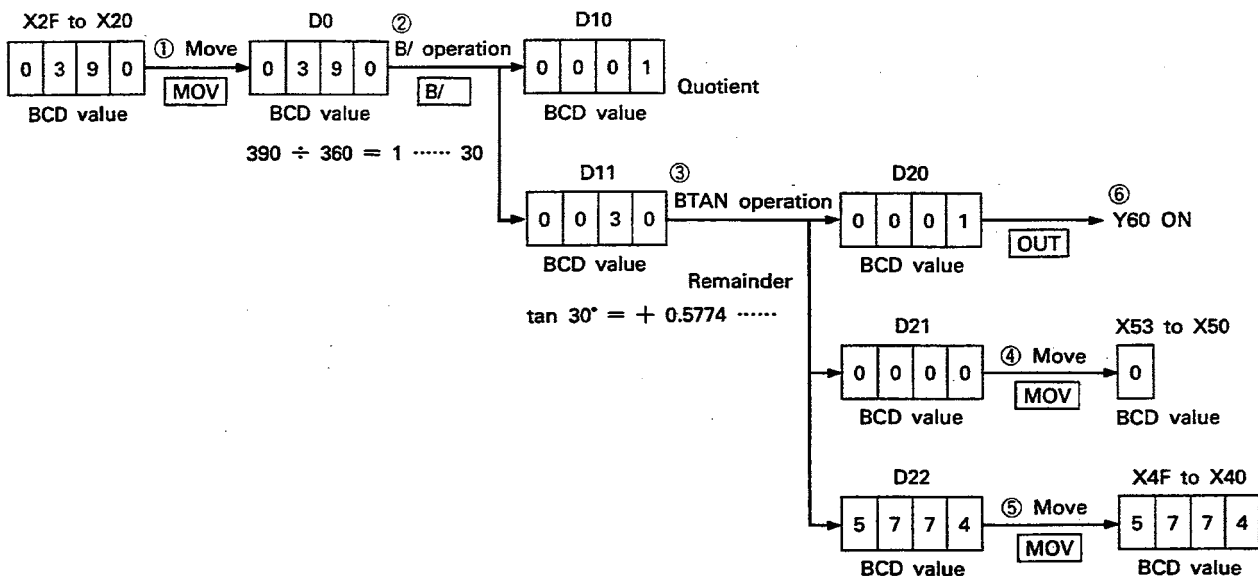 X2F to X20
0 3 9 0
BCD value
① Move
MOV
D0
0 3 9 0
BCD value
390 ÷ 360 = 1 ······ 30
②
B/ operation
B/
D10
0 0 0 1
Quotient
BCD value
D11
0 0 3 0
BCD value
Remainder
tan 30° = + 0.5774 ······
③
BTAN operation
D20
0 0 0 1
BCD value
OUT
⑥
Y60 ON
D21
0 0 0 0
BCD value
④ Move
MOV
X53 to X50
0
BCD value
D22
5 7 7 4
BCD value
⑤ Move
MOV
X4F to X40
5 7 7 4
BCD value